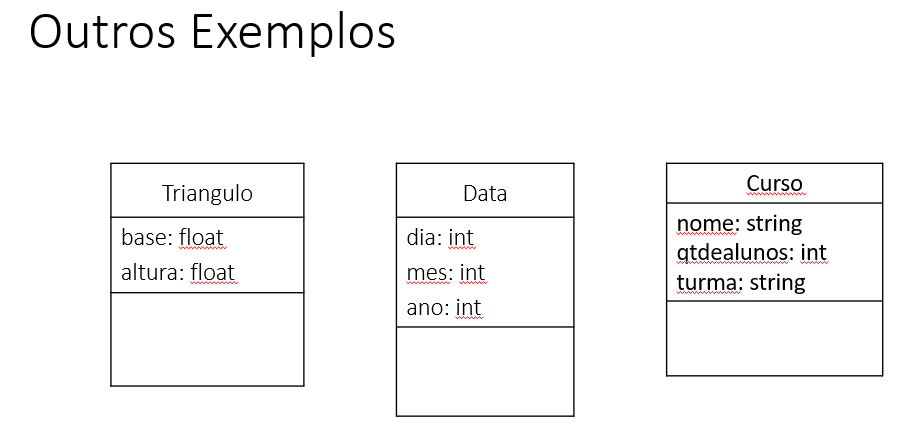 Outros Exemplos
Triangulo
base: float
altura: float
Data
dia: int
mes: int
ano: int
Curso
nome: string
qtdealunos: int
turma: string